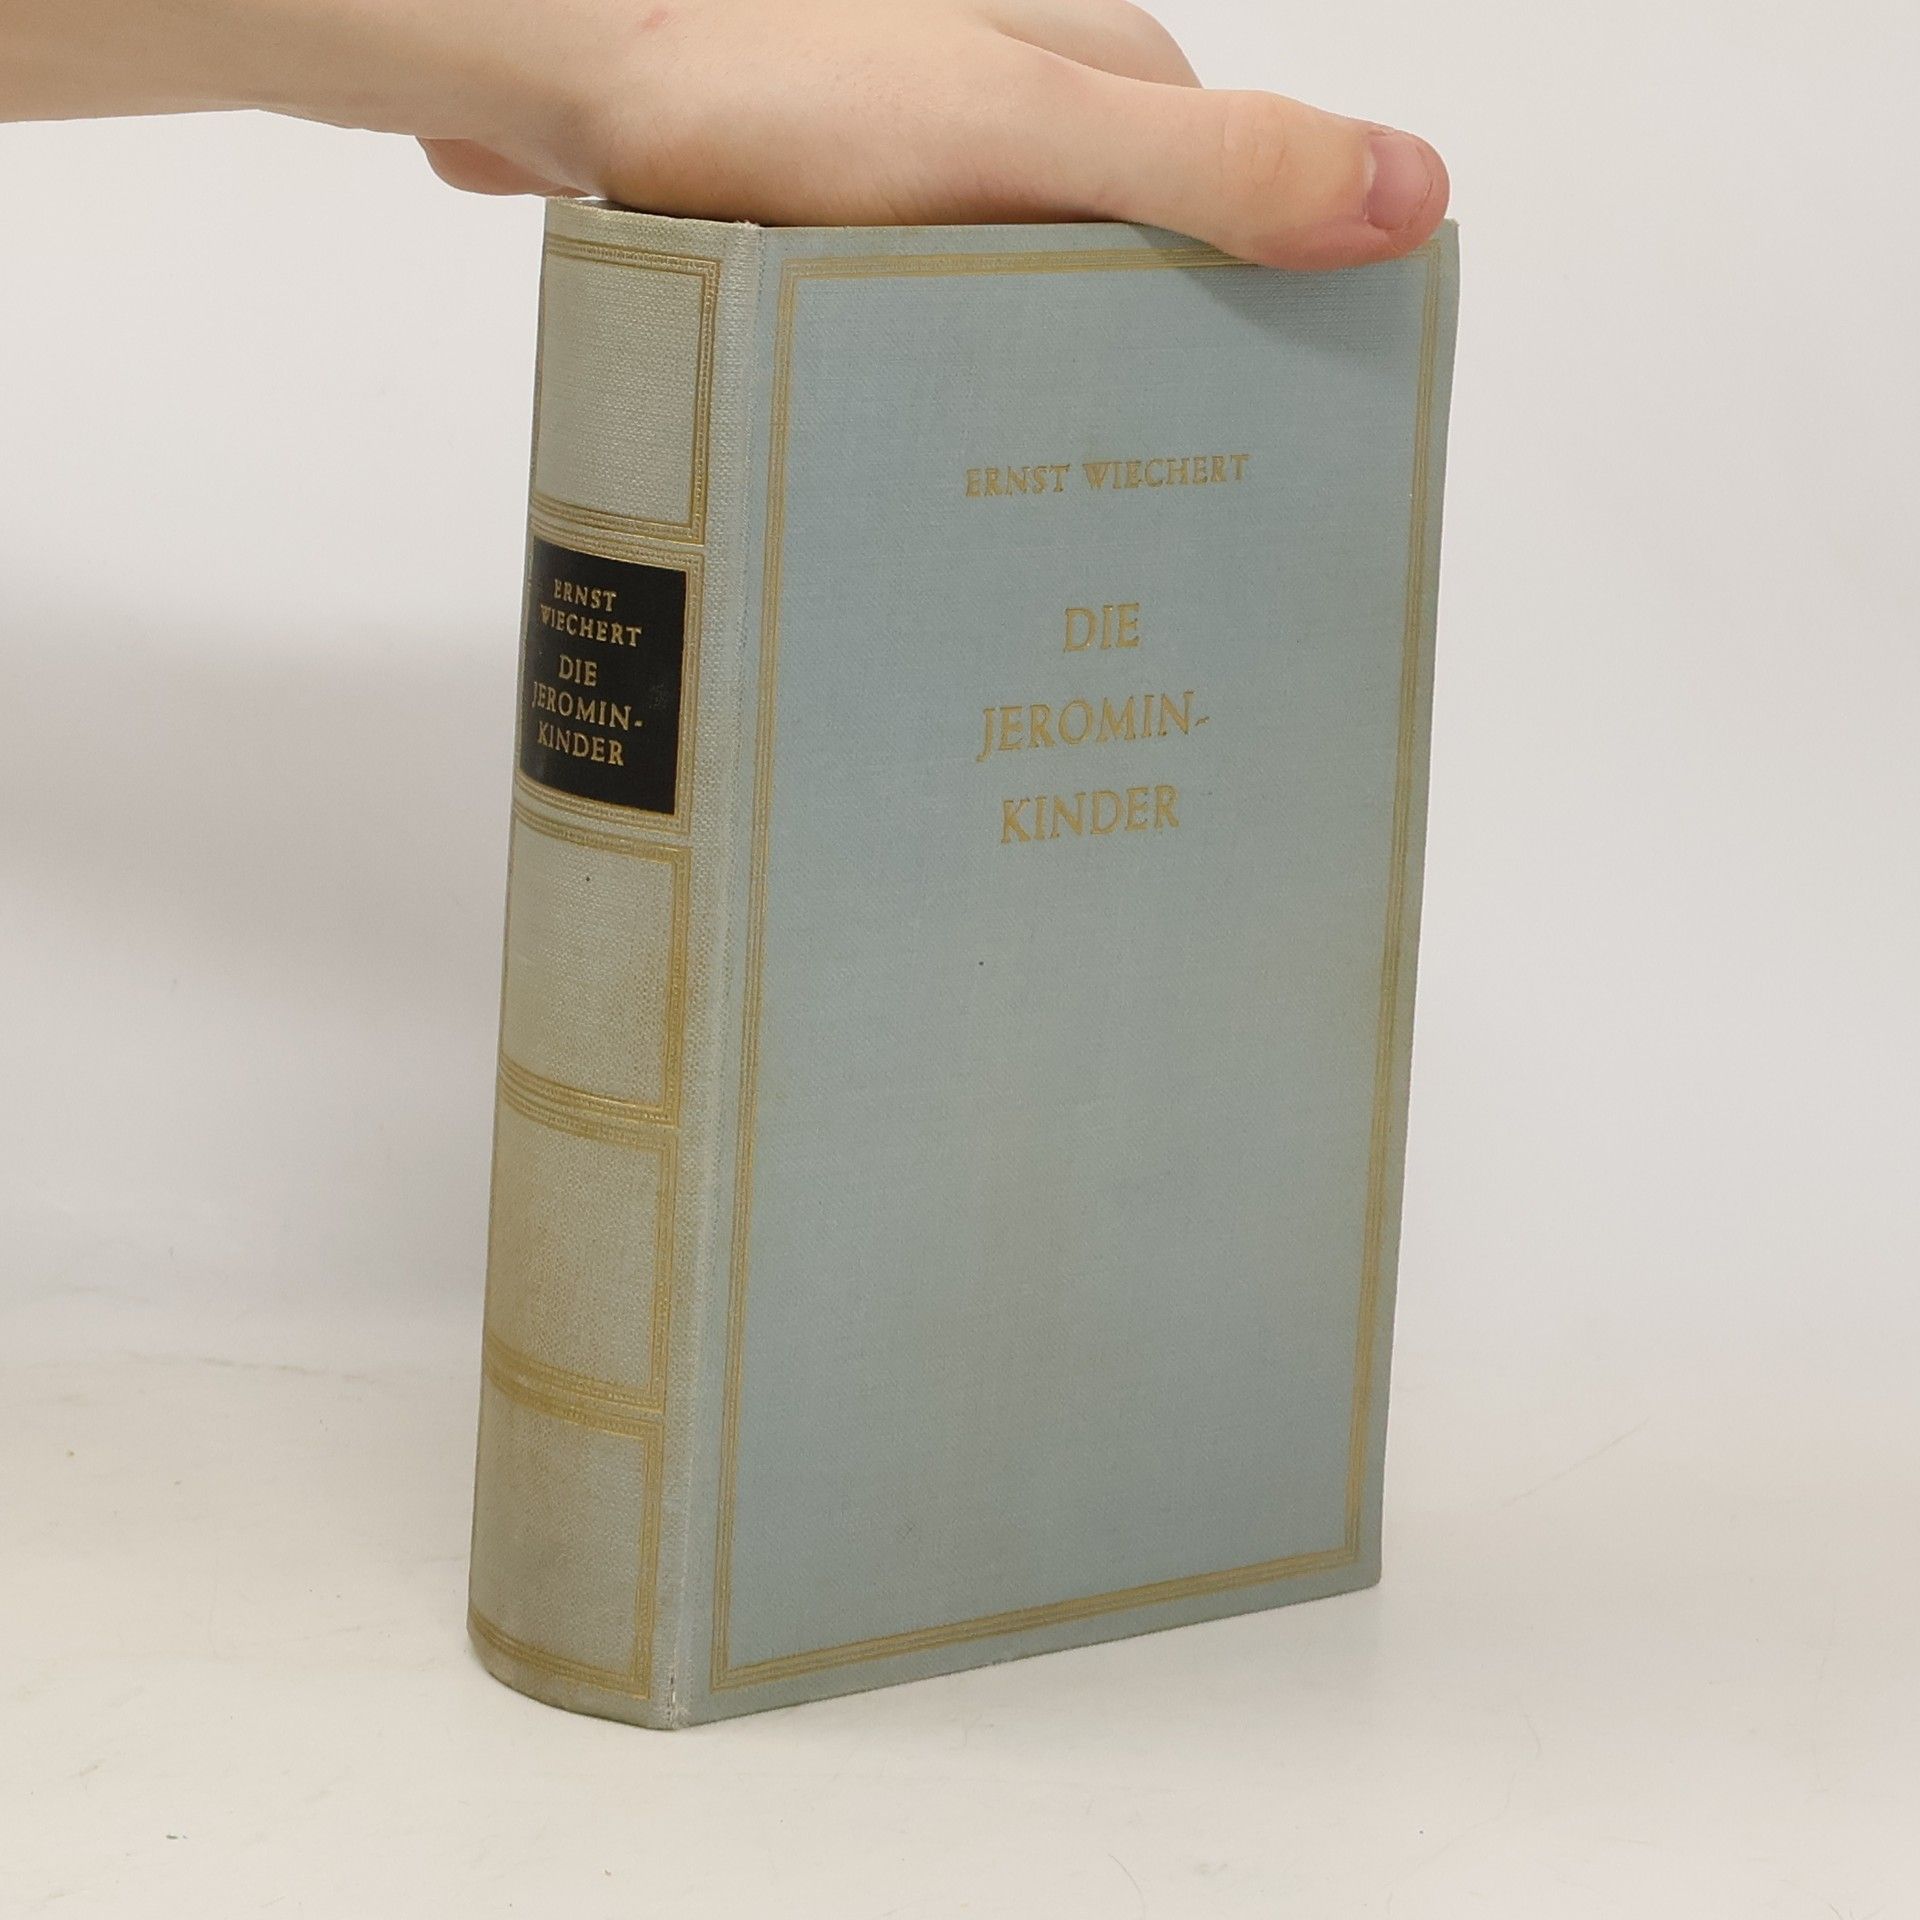 ERNST
WIECHERT
DIE
JEROMIN-
KINDER
ERNST WIECHERT
DIE
JEROMIN-
KINDER